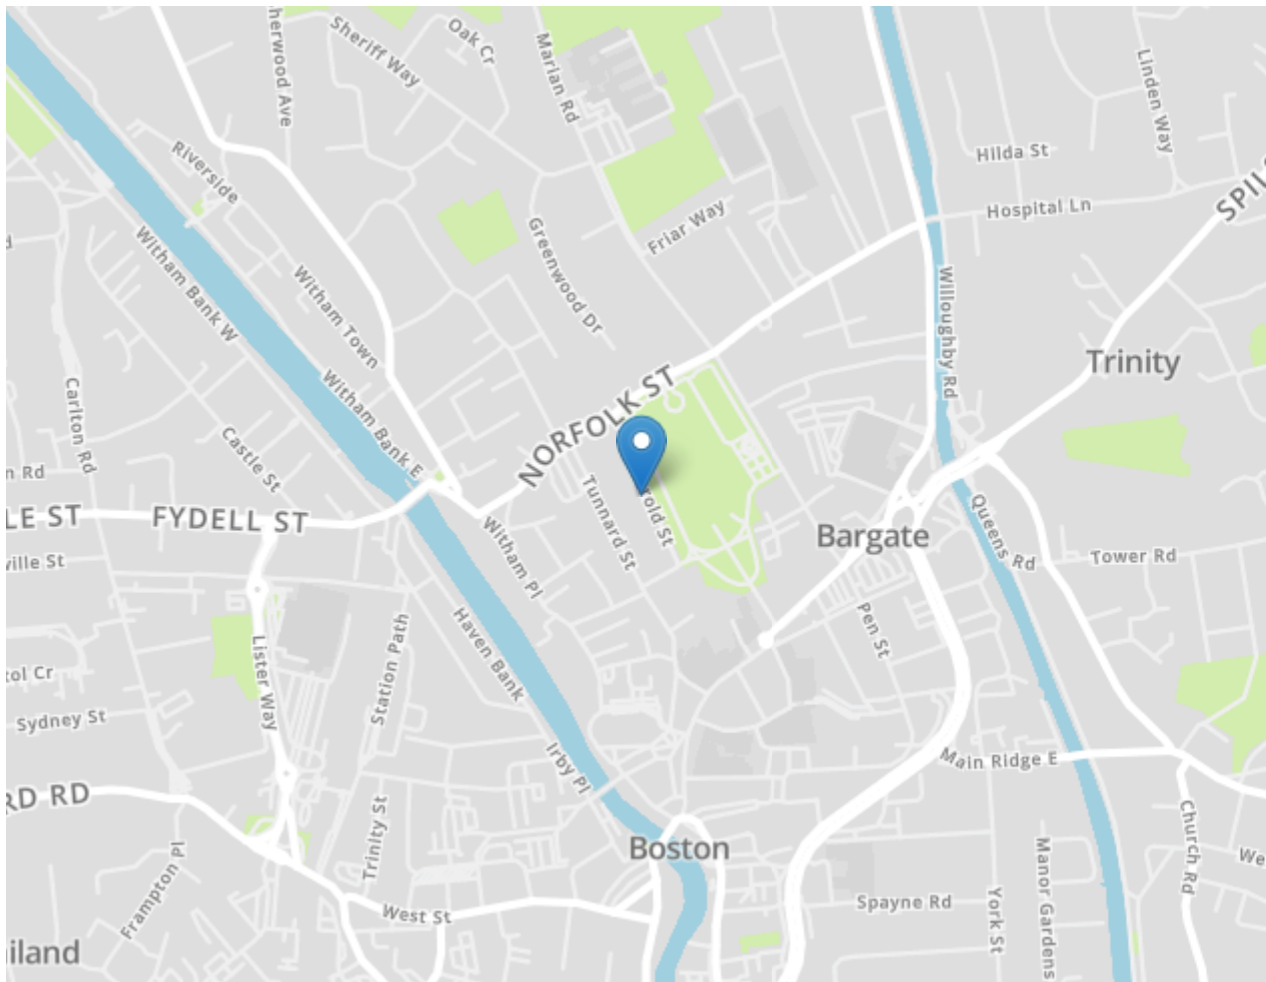 herwood Ave
Sheriff Way
Oak Cr
Marian Rd
Linden Way
Riverside
Hilda St
SPILS
Hospital Ln
Friar Way
Greenwood Dr
Witham Bank W
Witham Town
Willoughby Rd
Trinity
Carlton Rd
Witham Bank E
NORFOLK ST
Castle St
n Rd
Tunnard St
rold St
LE ST
FYDELL ST
Witham Pl
Bargate
Queens Rd
Tower Rd
ville St
Haven Bank
Pen St
Lister Way
Station Path
tol Cr
Sydney St
Irby Pl
Main Ridge E
RD RD
Trinity St
Boston
Church Rd
Frampton Pl
Manor Gardens
We
West St
Spayne Rd
York St
iland